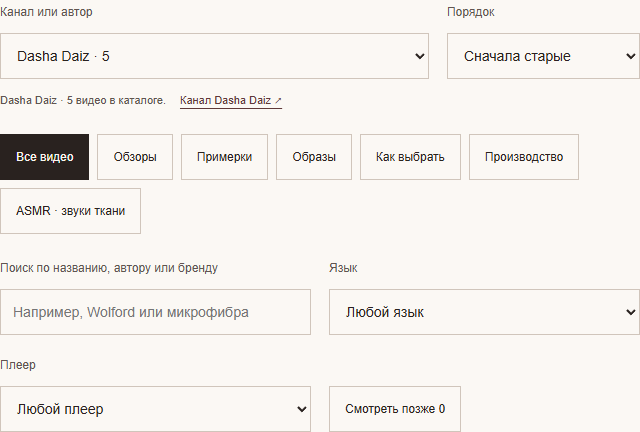 Канал или автор
Порядок
Dasha Daiz · 5
Сначала старые
Dasha Daiz · 5 видео в каталоге. Канал Dasha Daiz ↗
Все видео
Обзоры
Примерки
Образы
Как выбрать
Производство
ASMR · звуки ткани
Поиск по названию, автору или бренду
Язык
Например, Wolford или микрофибра
Любой язык
Плеер
Любой плеер
Смотреть позже 0